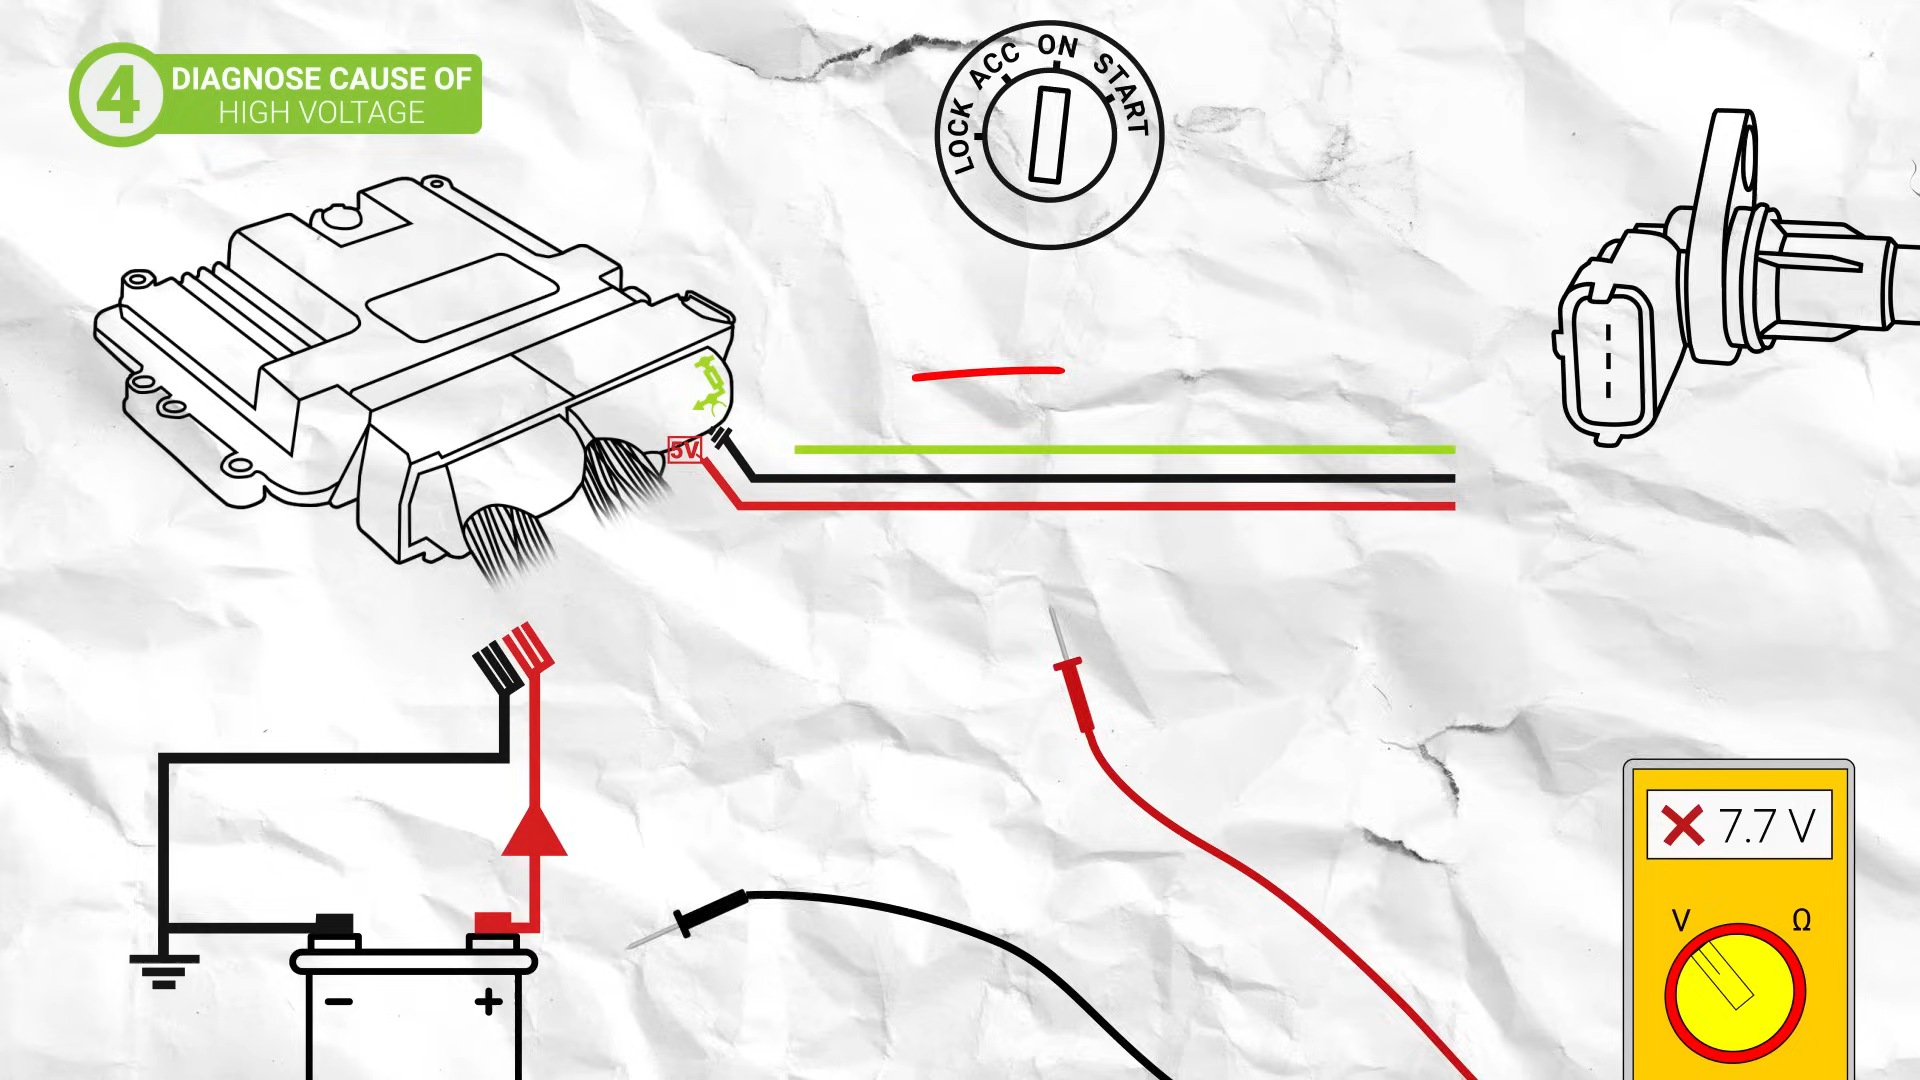 4
DIAGNOSE CAUSE OF
HIGH VOLTAGE
LOCK ACC ON START
5V
7.7 V
V Ω
- +